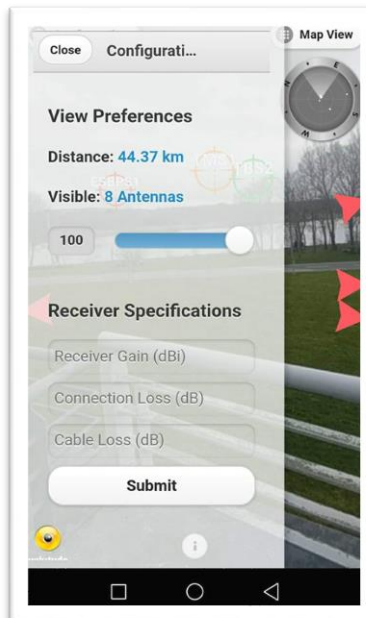 Close
Configurati...
Map View
View Preferences
Distance: 44.37 km
Visible: 8 Antennas
100
Receiver Specifications
Receiver Gain (dBi)
Connection Loss (dB)
Cable Loss (dB)
Submit